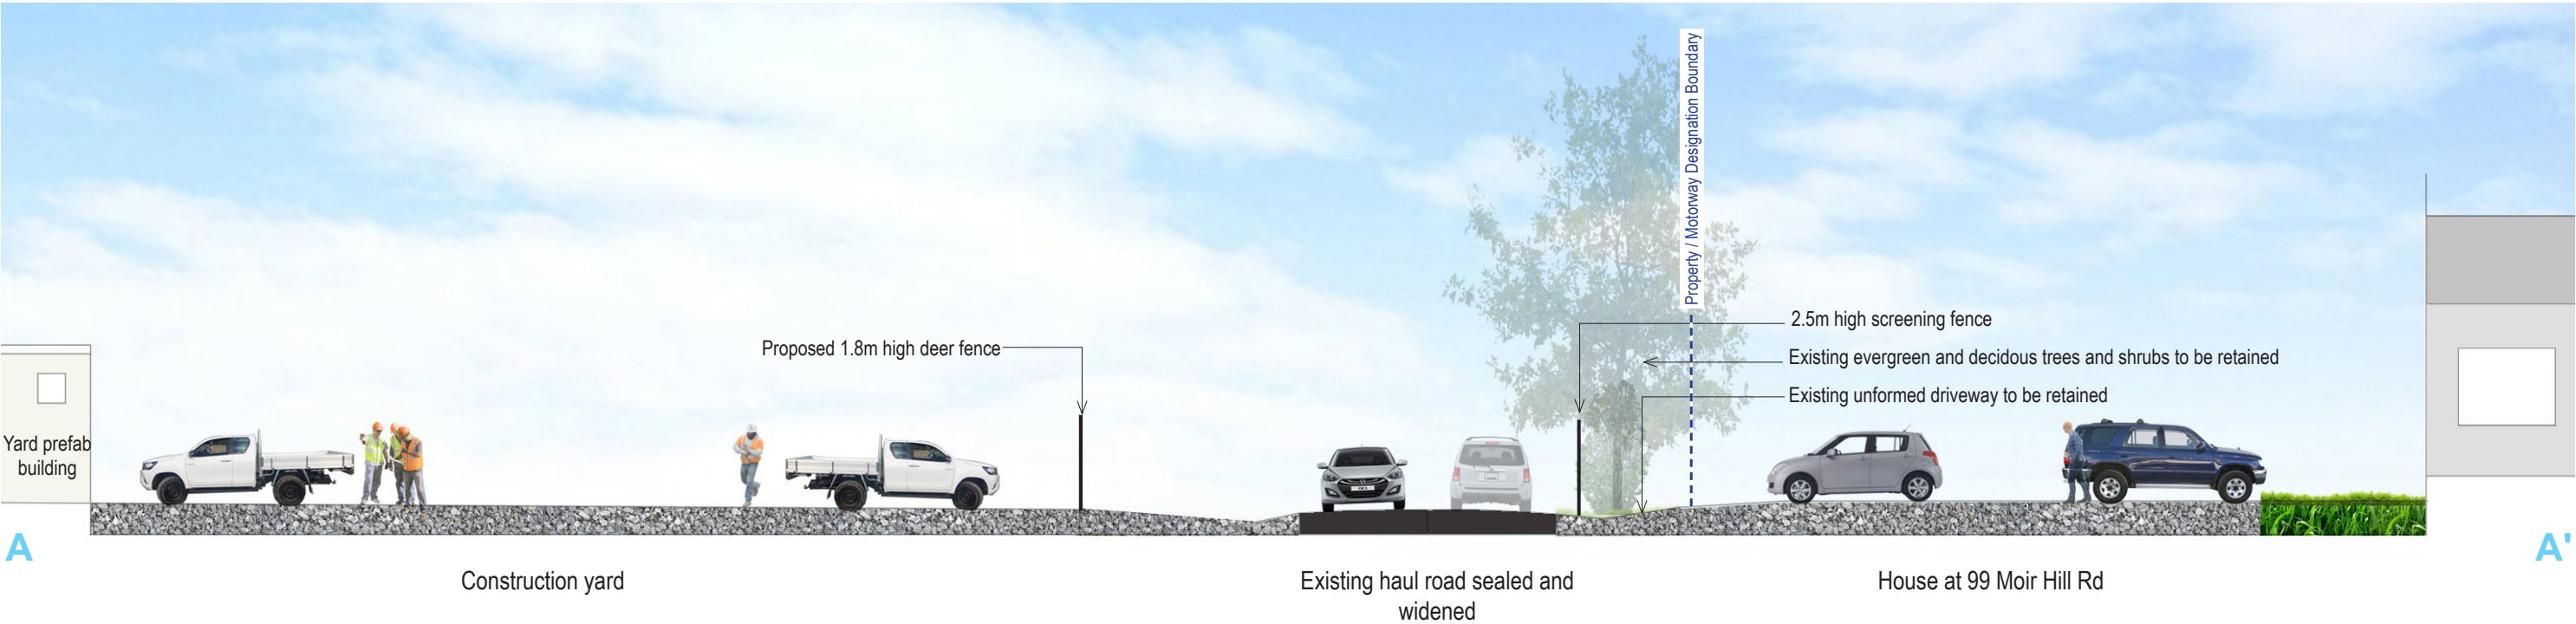 Property / Motorway Designation Boundary
2.5m high screening fence
Proposed 1.8m high deer fence
Existing evergreen and decidous trees and shrubs to be retained
Existing unformed driveway to be retained
Yard prefab
building
A
A'
Construction yard
Existing haul road sealed and
widened
House at 99 Moir Hill Rd